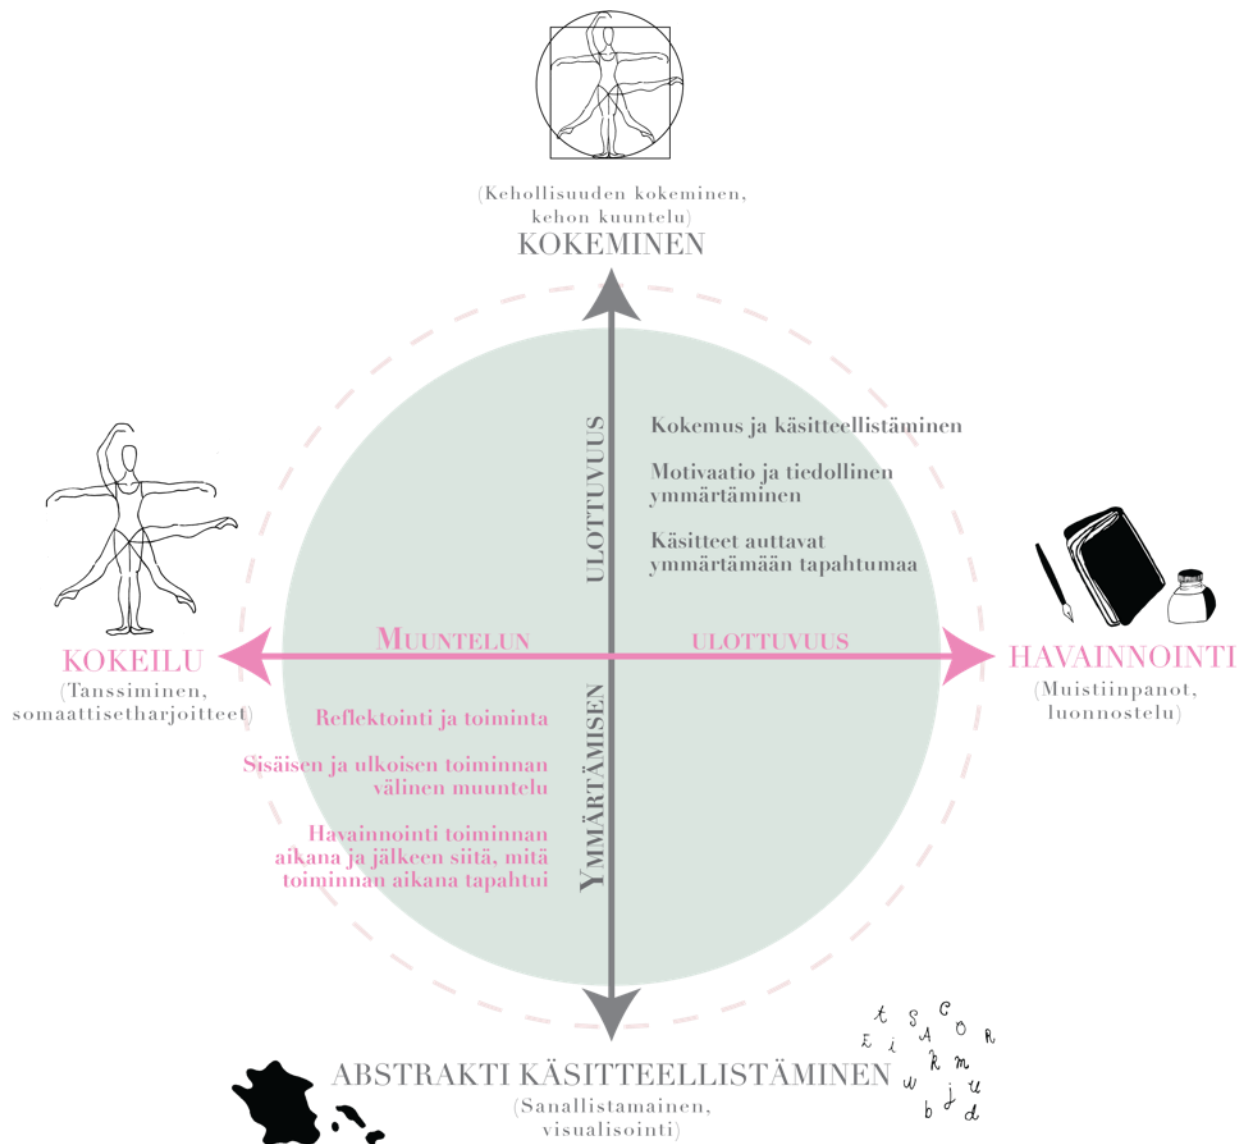 (Kehollisuuden kokeminen,
kehon kuuntelu)
KOKEMINEN
ULOTTUVUUS
Kokemus ja käsitteellistäminen
Motivaatio ja tiedollinen
ymmärtäminen
Käsitteet auttavat
ymmärtämään tapahtumaa
MUUNTELUN
ULOTTUVUUS
KOKEILU
(Tanssiminen,
somaattisetharjoitteet)
HAVAINNOINTI
(Muistiinpanot,
luonnostelu)
YMMÄRTÄMISEN
Reflektointi ja toiminta
Sisäisen ja ulkoisen toiminnan
välinen muuntelu
Havainnointi toiminnan
aikana ja jälkeen siitä, mitä
toiminnan aikana tapahtui
t S C
E i A O R
k m
w j u
b d
ABSTRAKTI KÄSITTEELLISTÄMINEN
(Sanallistamainen,
visualisointi)